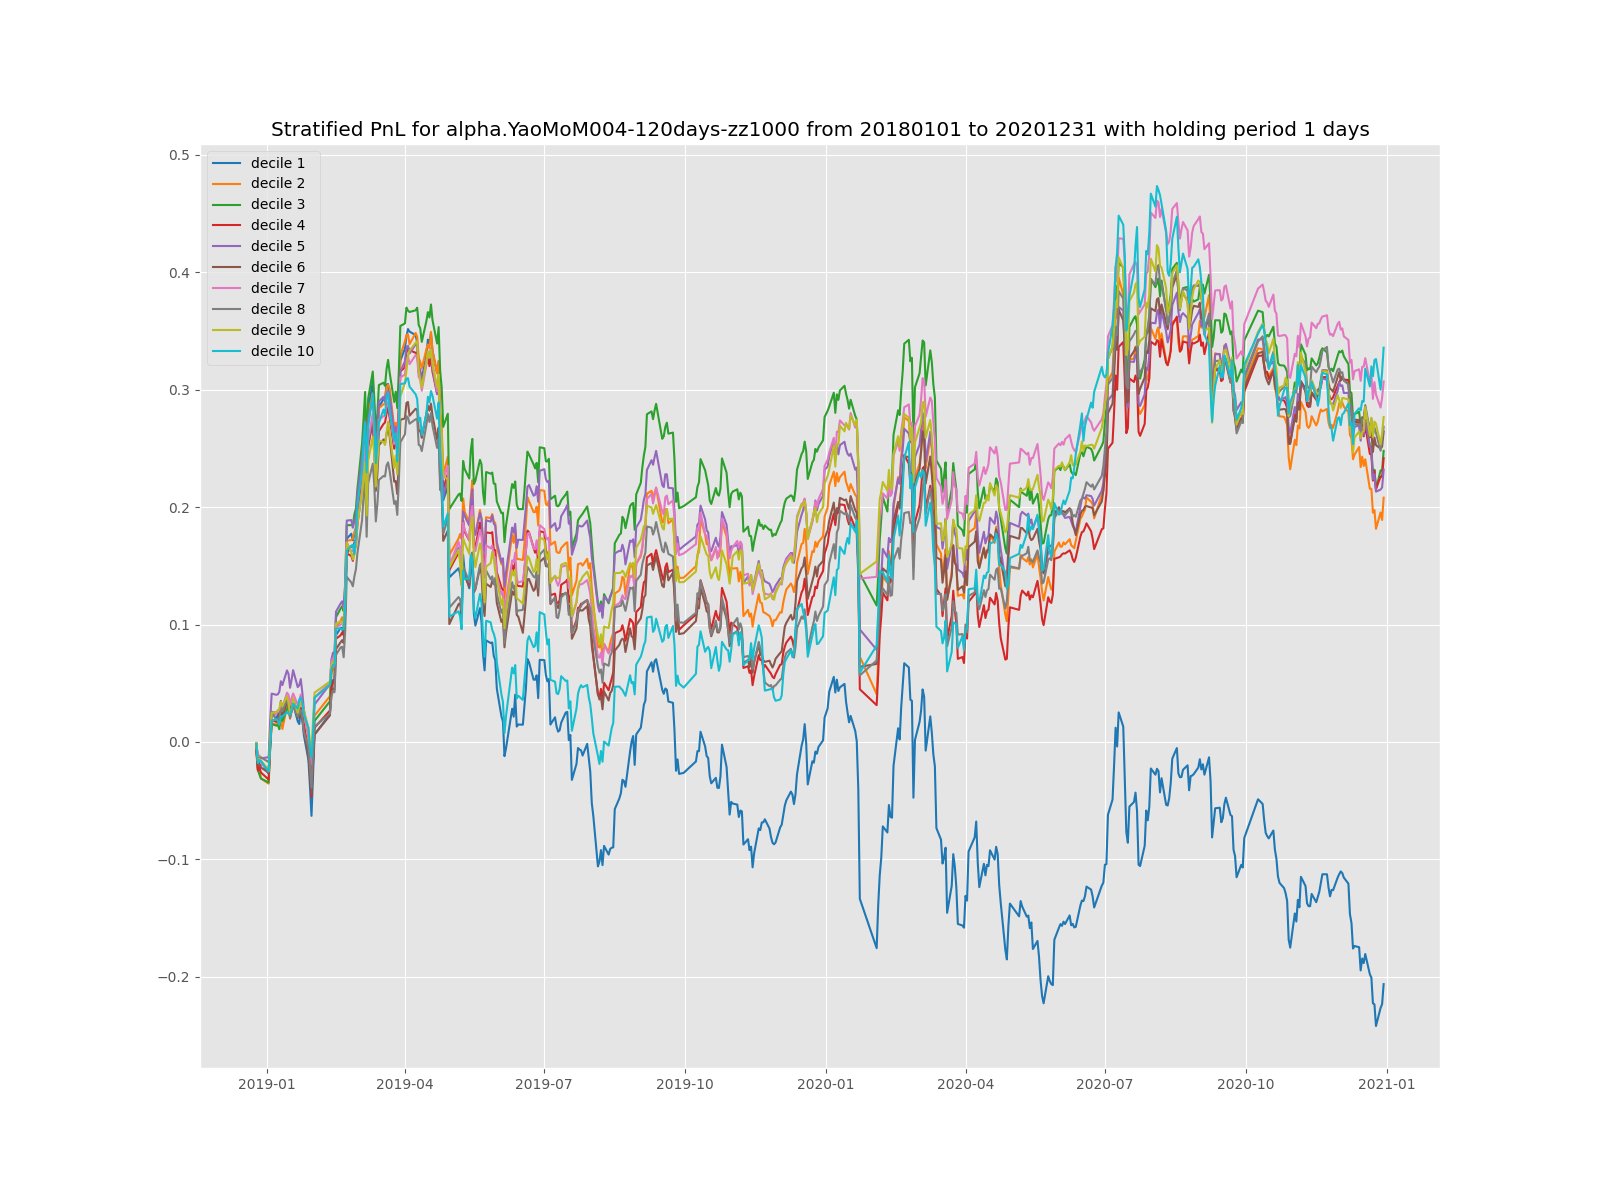 Stratified PnL for alpha.YaoMoM004-120days-zz1000 from 20180101 to 20201231 with holding period 1 days
decile 1
decile 2
decile 3
decile 4
decile 5
decile 6
decile 7
decile 8
decile 9
decile 10
0.5
0.4
0.3
0.2
0.1
0.0
−0.1
−0.2
2019-01
2019-04
2019-07
2019-10
2020-01
2020-04
2020-07
2020-10
2021-01